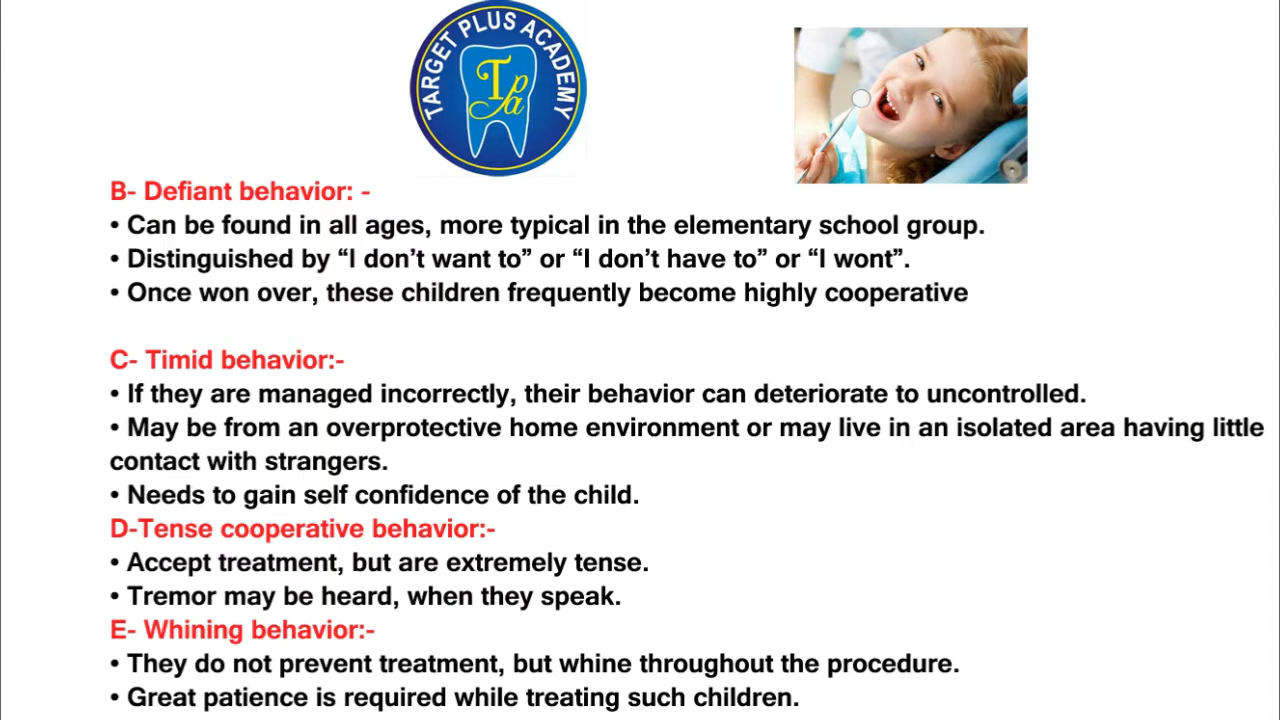 TARGET PLUS ACADEMY
Tpa
B- Defiant behavior: -
• Can be found in all ages, more typical in the elementary school group.
• Distinguished by “I don’t want to” or “I don’t have to” or “I wont”.
• Once won over, these children frequently become highly cooperative
C- Timid behavior:-
• If they are managed incorrectly, their behavior can deteriorate to uncontrolled.
• May be from an overprotective home environment or may live in an isolated area having little
contact with strangers.
• Needs to gain self confidence of the child.
D-Tense cooperative behavior:-
• Accept treatment, but are extremely tense.
• Tremor may be heard, when they speak.
E- Whining behavior:-
• They do not prevent treatment, but whine throughout the procedure.
• Great patience is required while treating such children.